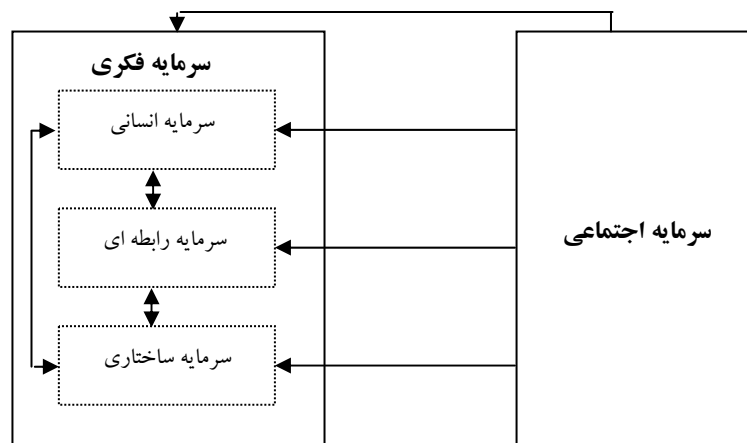 سرمایه فکری
سرمایه انسانی
سرمایه رابطه ای
سرمایه ساختاری
سرمایه اجتماعی